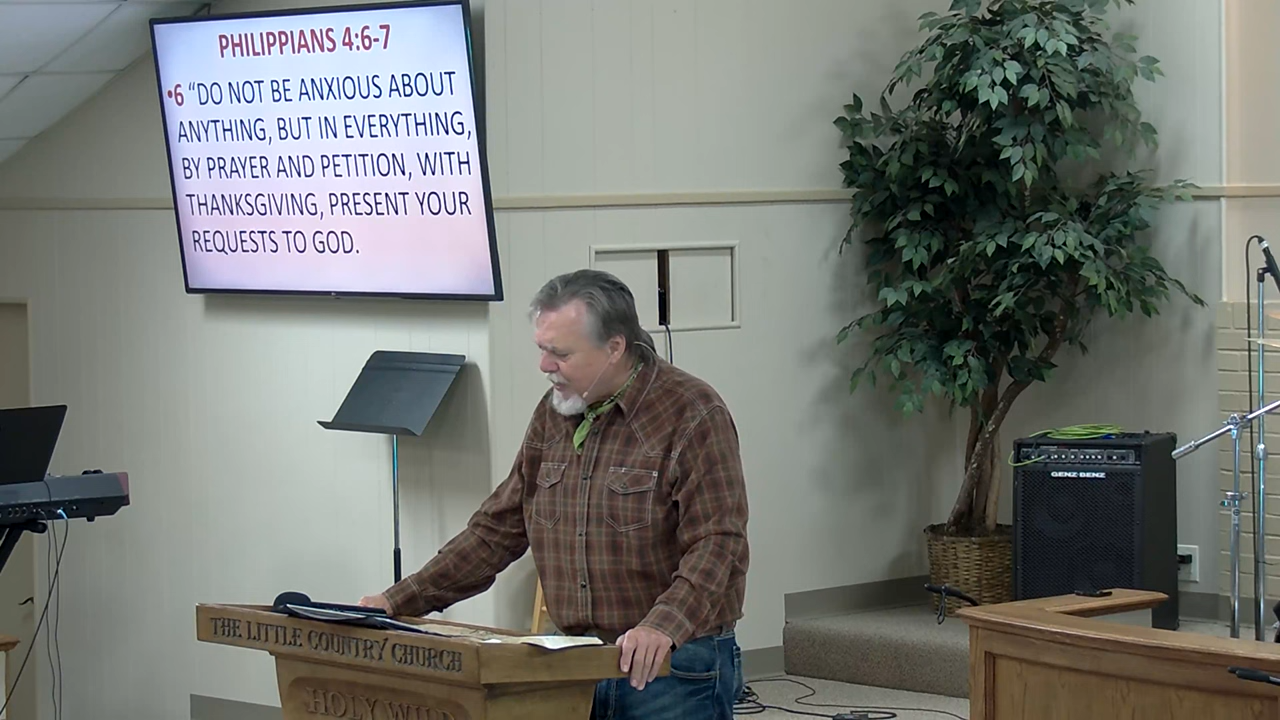 PHILIPPIANS 4:6-7
•6 “DO NOT BE ANXIOUS ABOUT
ANYTHING, BUT IN EVERYTHING,
BY PRAYER AND PETITION, WITH
THANKSGIVING, PRESENT YOUR
REQUESTS TO GOD.
GENZ·BENZ
THE LITTLE COUNTRY CHURCH
HOLY WILD